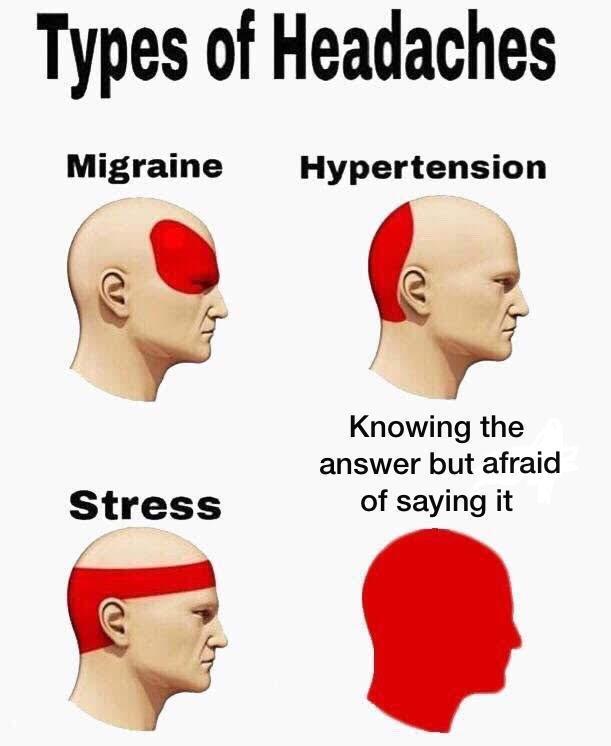 Types of Headaches
Migraine
Hypertension
Stress
Knowing the
answer but afraid
of saying it